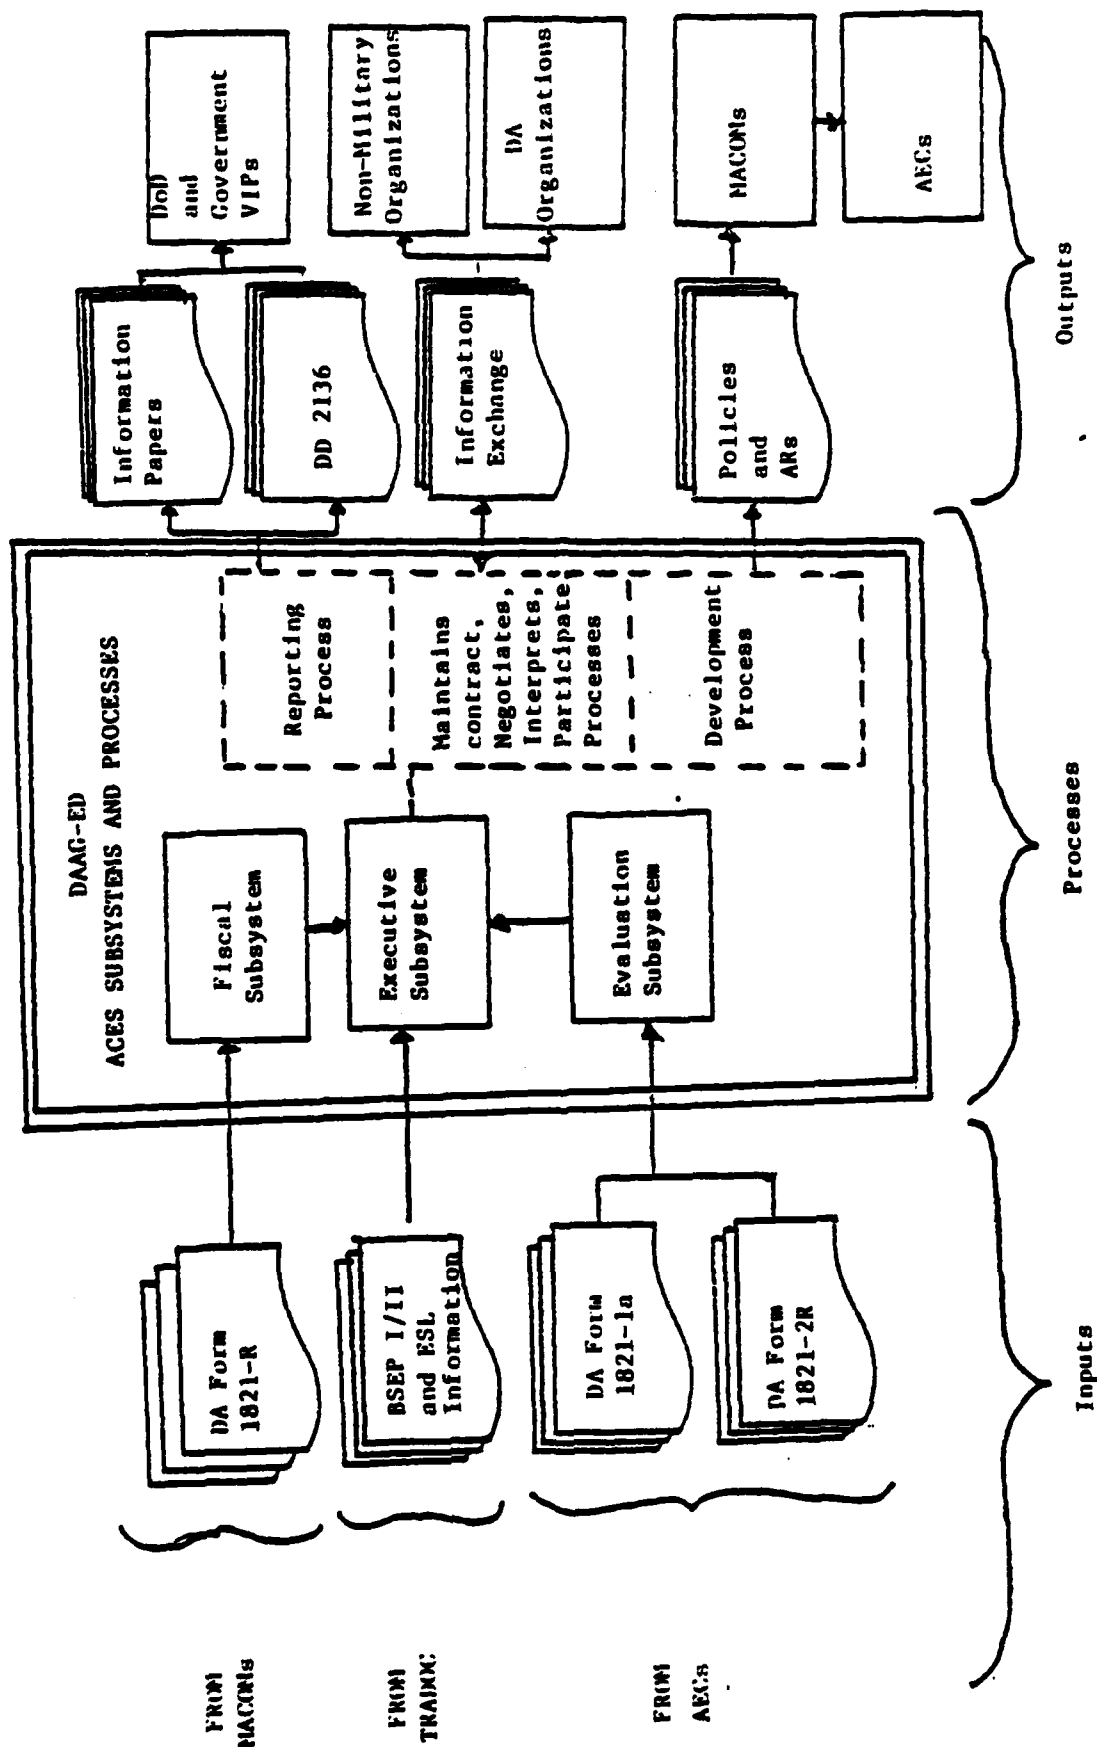 FROM
MACOMs
FROM
TRADOC
FROM
AECs
DA Form
1821-R
BSEP I/II
and ESL
Information
DA Form
1821-1a
DA Form
1821-2R
Inputs
DAAG-ED
ACES SUBSYSTEMS AND PROCESSES
Fiscal
Subsystem
Executive
Subsystem
Evaluation
Subsystem
Reporting
Process
Maintains
contract,
Negotiates,
Interprets,
Participate
Processes
Development
Process
Processes
Information
Papers
DD 2136
Information
Exchange
Policies
and
ARs
DoD
and
Government
VIPs
Non-Military
Organizations
DA
Organizations
MACOMs
AECs
Outputs